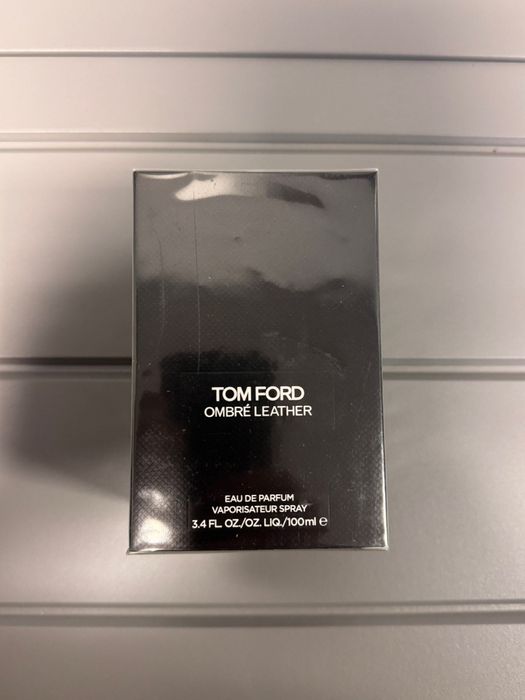 TOM FORD
OMBRÉ LEATHER
EAU DE PARFUM
VAPORISATEUR SPRAY
3.4 FL. OZ./OZ. LIQ./100ml ℮